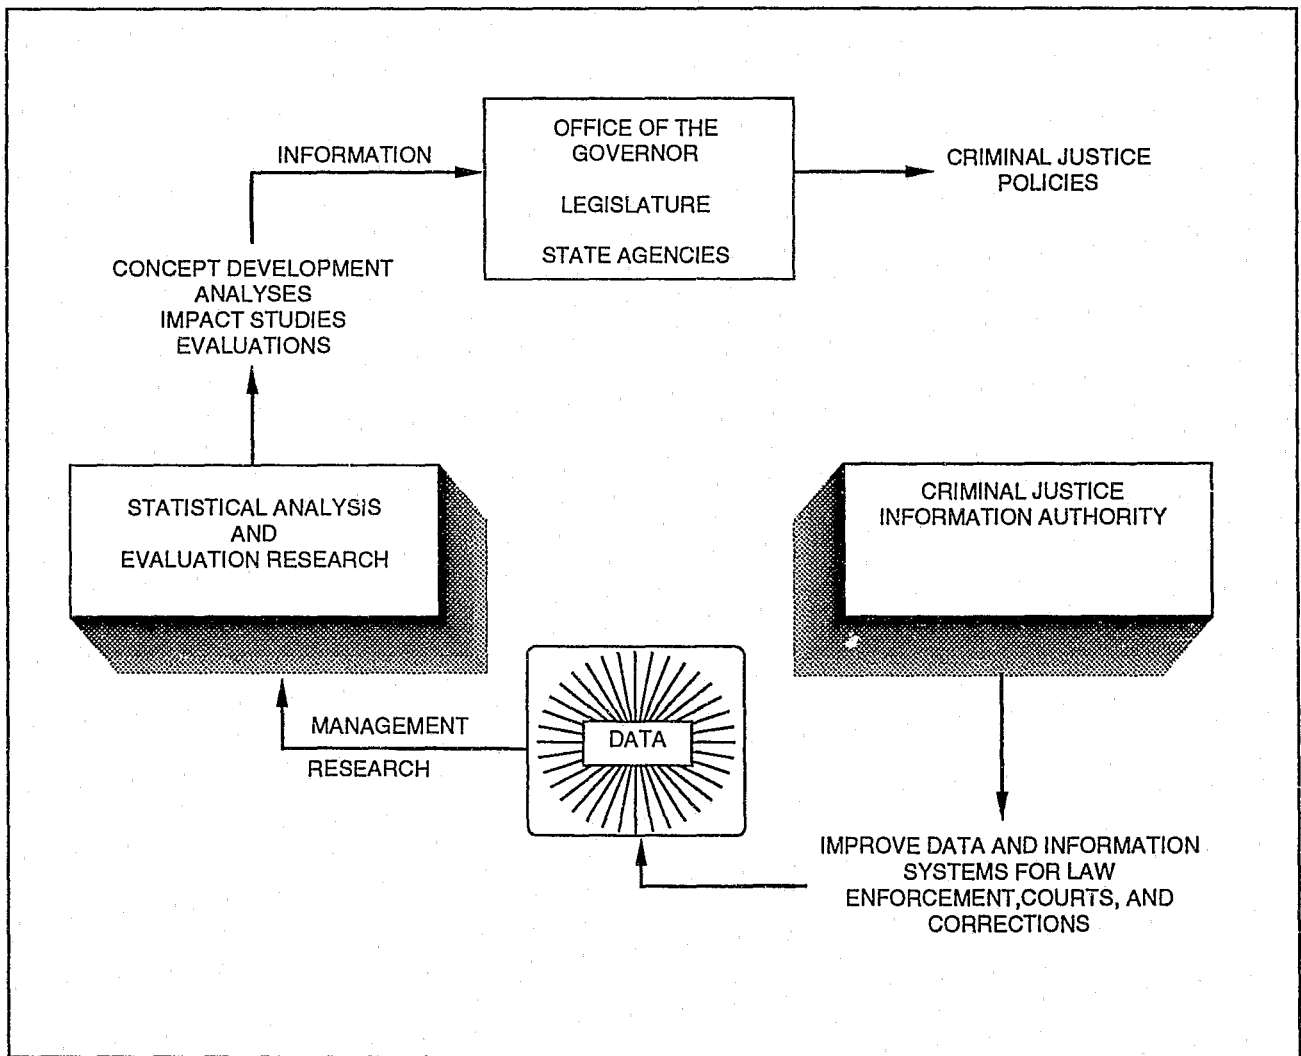 OFFICE OF THE
GOVERNOR
LEGISLATURE
STATE AGENCIES
INFORMATION
CRIMINAL JUSTICE
POLICIES
CONCEPT DEVELOPMENT
ANALYSES
IMPACT STUDIES
EVALUATIONS
STATISTICAL ANALYSIS
AND
EVALUATION RESEARCH
CRIMINAL JUSTICE
INFORMATION AUTHORITY
MANAGEMENT
RESEARCH
DATA
IMPROVE DATA AND INFORMATION
SYSTEMS FOR LAW
ENFORCEMENT,COURTS, AND
CORRECTIONS